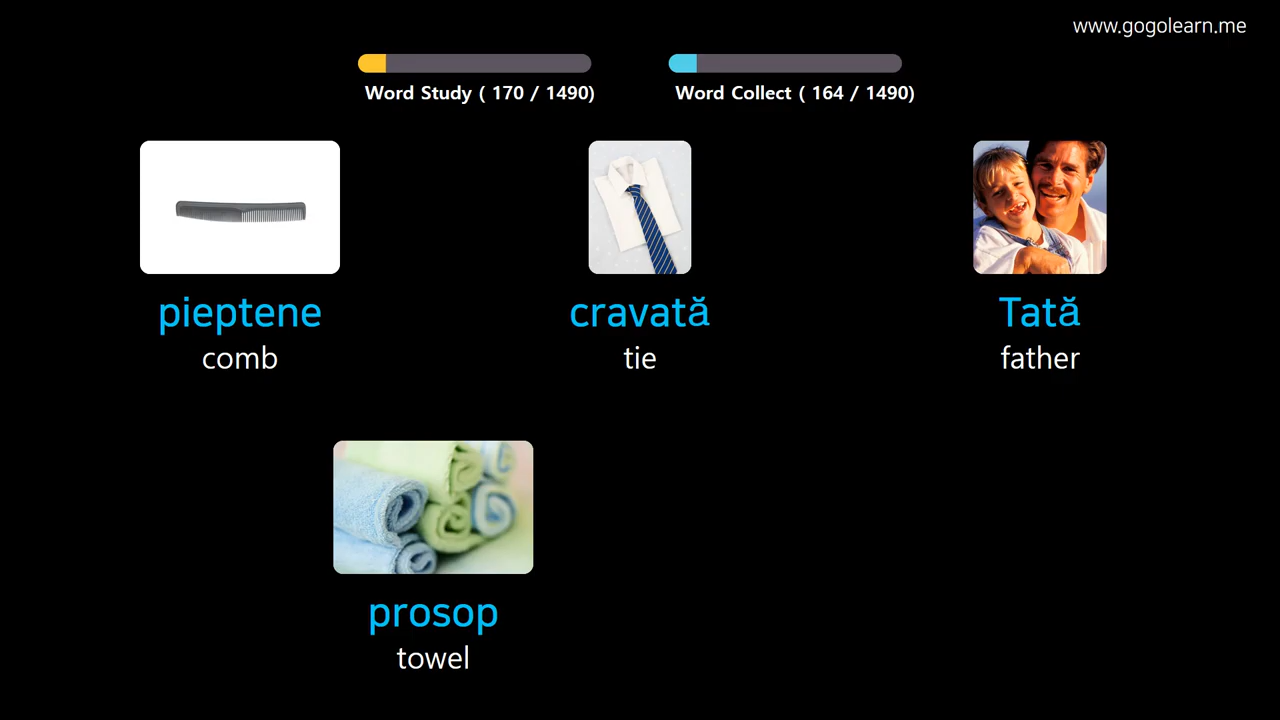 www.gogolearn.me
Word Study ( 170 / 1490)
Word Collect ( 164 / 1490)
pieptene
comb
cravată
tie
Tată
father
prosop
towel